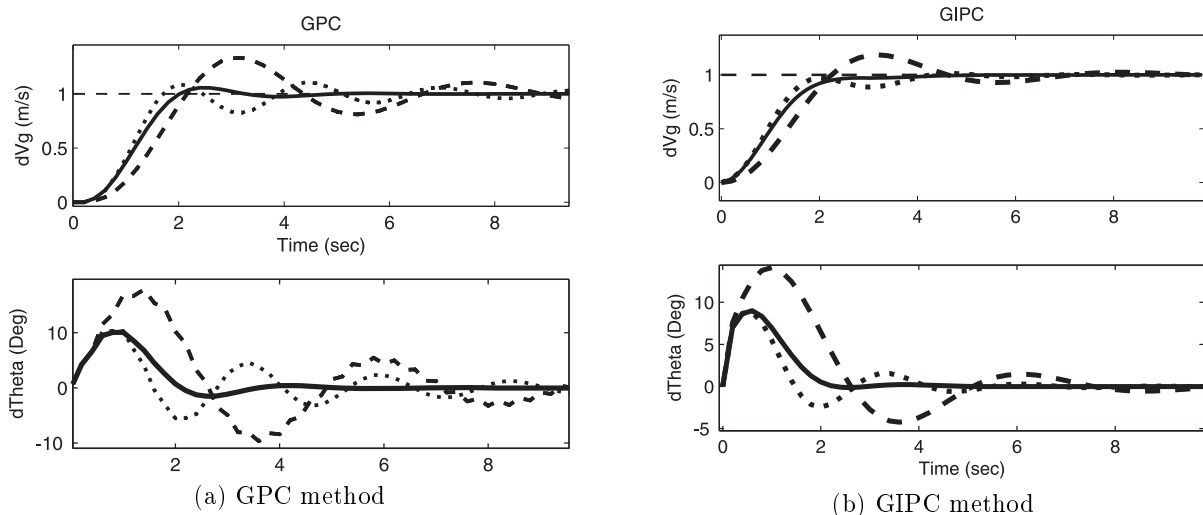 GPC
1
0.5
0
dVg (m/s)
0 2 4 6 8
Time (sec)
10
0
-10
dTheta (Deg)
2 4 6 8
(a) GPC method
GIPC
1
0.5
0
dVg (m/s)
0 2 4 6 8
10
5
0
-5
dTheta (Deg)
0 2 4 6 8
Time (sec)
(b) GIPC method